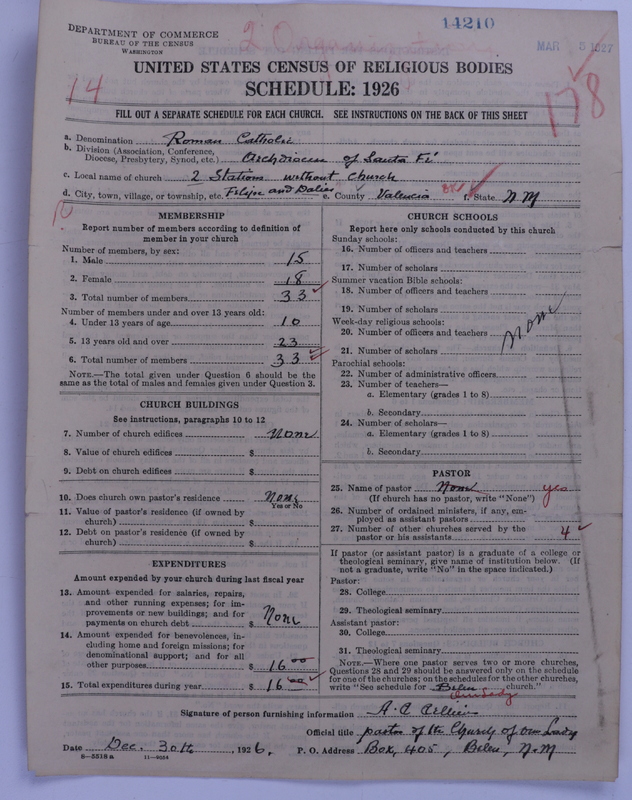 14210
DEPARTMENT OF COMMERCE
BUREAU OF THE CENSUS
WASHINGTON
MAR 5 1927
UNITED STATES CENSUS OF RELIGIOUS BODIES
SCHEDULE: 1926
14
178
FILL OUT A SEPARATE SCHEDULE FOR EACH CHURCH. SEE INSTRUCTIONS ON THE BACK OF THIS SHEET
a. Denomination Roman Catholic
b. Division (Association, Conference, Diocese, Presbytery, Synod, etc.) Archdiocese of Santa Fé
c. Local name of church 2 Stations without church
d. City, town, village, or township, etc. and Dalies e. County Valencia f. State N.M
MEMBERSHIP
Report number of members according to definition of
member in your church
Number of members, by sex:
1. Male 15
2. Female 18
3. Total number of members 33
Number of members under and over 13 years old:
4. Under 13 years of age 10
5. 13 years old and over 23
6. Total number of members 33
NOTE.—The total given under Question 6 should be the
same as the total of males and females given under Question 3.
CHURCH BUILDINGS
See instructions, paragraphs 10 to 12
7. Number of church edifices None
8. Value of church edifices $
9. Debt on church edifices $
10. Does church own pastor's residence None
Yes or No
11. Value of pastor's residence (if owned by
church) $
12. Debt on pastor's residence (if owned by
church) $
EXPENDITURES
Amount expended by your church during last fiscal year
13. Amount expended for salaries, repairs,
and other running expenses; for im-
provements or new buildings; and for
payments on church debt $ None
14. Amount expended for benevolences, in-
cluding home and foreign missions; for
denominational support; and for all
other purposes $ 16 00
15. Total expenditures during year $ 16 00
CHURCH SCHOOLS
Report here only schools conducted by this church
Sunday schools:
16. Number of officers and teachers
17. Number of scholars
Summer vacation Bible schools:
18. Number of officers and teachers
19. Number of scholars
Week-day religious schools:
20. Number of officers and teachers
None
21. Number of scholars
Parochial schools:
22. Number of administrative officers
23. Number of teachers—
a. Elementary (grades 1 to 8)
b. Secondary
24. Number of scholars—
a. Elementary (grades 1 to 8)
b. Secondary
PASTOR
25. Name of pastor None yes
(If church has no pastor, write "None")
26. Number of ordained ministers, if any, em-
ployed as assistant pastors
27. Number of other churches served by the
pastor or his assistants 4
If pastor (or assistant pastor) is a graduate of a college or
theological seminary, give name of institution below. (If
not a graduate, write "No" in the space indicated.)
Pastor:
28. College
29. Theological seminary
Assistant pastor:
30. College
31. Theological seminary
NOTE.—Where one pastor serves two or more churches,
Questions 28 and 29 should be answered only on the schedule
for one of the churches; on the schedules for the other churches,
write "See schedule for Belen church."
Our Lady
Signature of person furnishing information A. A.
Official title pastor of the Church of Our Lady
Date Dec. 30th, 1926. P. O. Address Box, 405, Belen, N-M
8—5518 a 11—9024